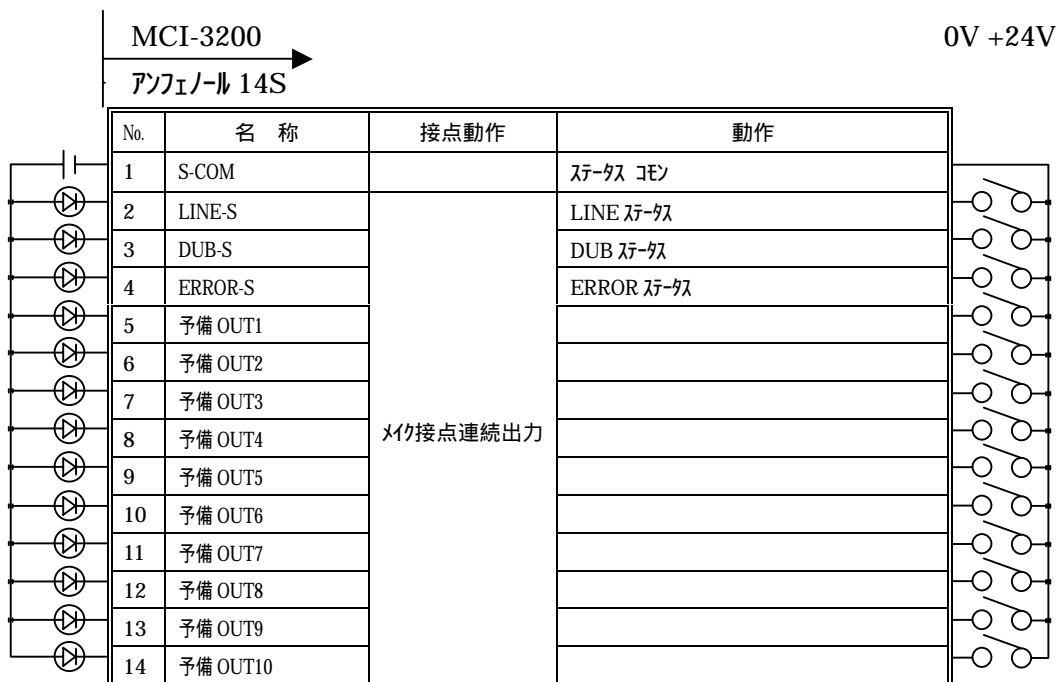 MCI-3200 0V +24V
ｱﾝﾌｪﾉｰﾙ 14S
No. 名 称 接点動作 動作
1 S-COM ｽﾃｰﾀｽ ｺﾓﾝ
2 LINE-S LINE ｽﾃｰﾀｽ
3 DUB-S DUB ｽﾃｰﾀｽ
4 ERROR-S ERROR ｽﾃｰﾀｽ
5 予備 OUT1
6 予備 OUT2
7 予備 OUT3
8 予備 OUT4 ﾒｲｸ接点連続出力
9 予備 OUT5
10 予備 OUT6
11 予備 OUT7
12 予備 OUT8
13 予備 OUT9
14 予備 OUT10